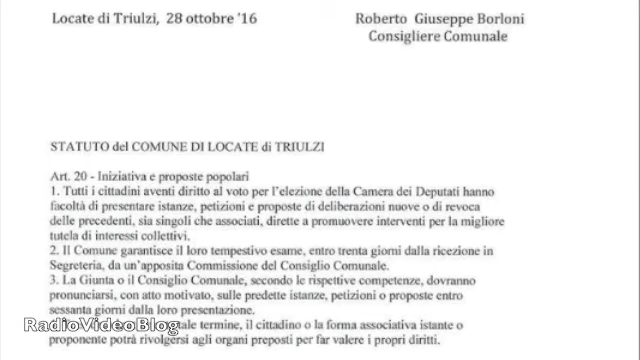 Locate di Triulzi, 28 ottobre '16
Roberto Giuseppe Borloni
Consigliere Comunale
STATUTO del COMUNE DI LOCATE di TRIULZI
Art. 20 - Iniziativa e proposte popolari
1. Tutti i cittadini aventi diritto al voto per l'elezione della Camera dei Deputati hanno
facoltà di presentare istanze, petizioni e proposte di deliberazioni nuove o di revoca
delle precedenti, sia singoli che associati, dirette a promuovere interventi per la migliore
tutela di interessi collettivi.
2. Il Comune garantisce il loro tempestivo esame, entro trenta giorni dalla ricezione in
Segreteria, da un'apposita Commissione del Consiglio Comunale.
3. La Giunta o il Consiglio Comunale, secondo le rispettive competenze, dovranno
pronunciarsi, con atto motivato, sulle predette istanze, petizioni o proposte entro
sessanta giorni dalla loro presentazione.
RadioVideoBlog tale termine, il cittadino o la forma associativa istante o
proponente potrà rivolgersi agli organi preposti per far valere i propri diritti.